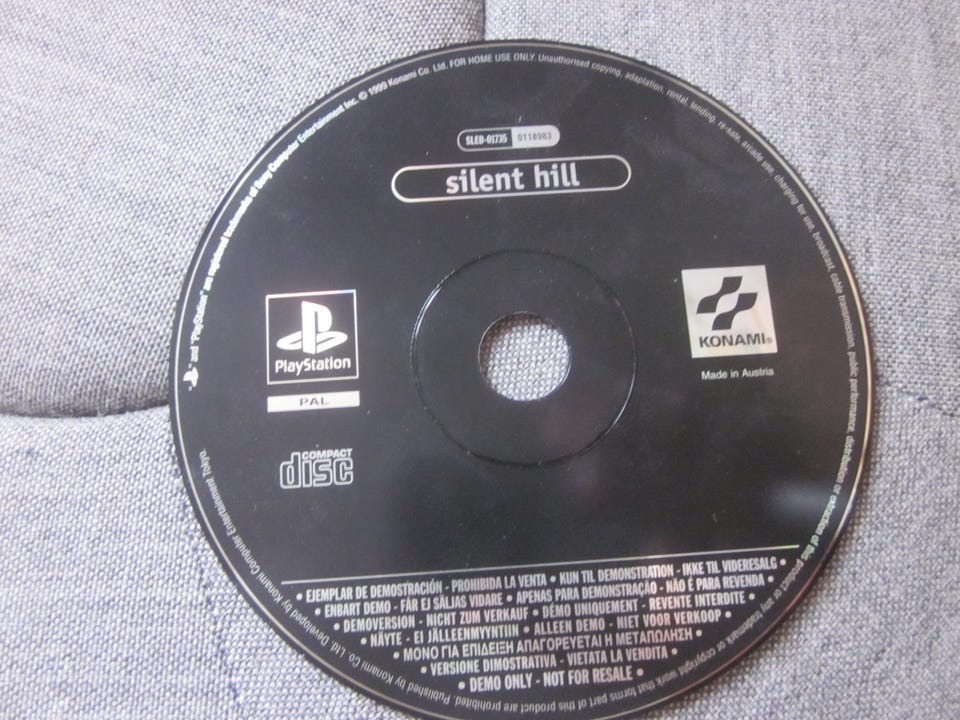 SLED-01735 0118983
silent hill
PlayStation
PAL
COMPACT
disc
KONAMI®
Made in Austria
• EJEMPLAR DE DEMOSTRACIÓN - PROHIBIDA LA VENTA • KUN TIL DEMONSTRATION - IKKE TIL VIDERESALG •
ENBART DEMO - FÅR EJ SÄLJAS VIDARE • APENAS PARA DEMONSTRAÇÃO - NÃO É PARA REVENDA •
• DEMOVERSION - NICHT ZUM VERKAUF • DÉMO UNIQUEMENT - REVENTE INTERDITE •
• NÄYTE - EI JÄLLEENMYYNTIIN • ALLEEN DEMO - NIET VOOR VERKOOP •
• ΜΟΝΟ ΓΙΑ ΕΠΙΔΕΙΞΗ ΑΠΑΓΟΡΕΥΕΤΑΙ Η ΜΕΤΑΠΩΛΗΣΗ •
• VERSIONE DIMOSTRATIVA - VIETATA LA VENDITA •
• DEMO ONLY - NOT FOR RESALE •
" and "PlayStation" are registered trademarks of Sony Computer Entertainment Inc. © 1999 Konami Co. Ltd. FOR HOME USE ONLY. Unauthorised copying, adaptation, rental, lending, re-sale, arcade use, charging for use, broadcast, cable transmission, public performance, distribution or extraction of this product or any trademark or copyright work that forms part of this product are prohibited. Published by Konami Co. Ltd. Developed by Konami Computer Entertainment Tokyo.